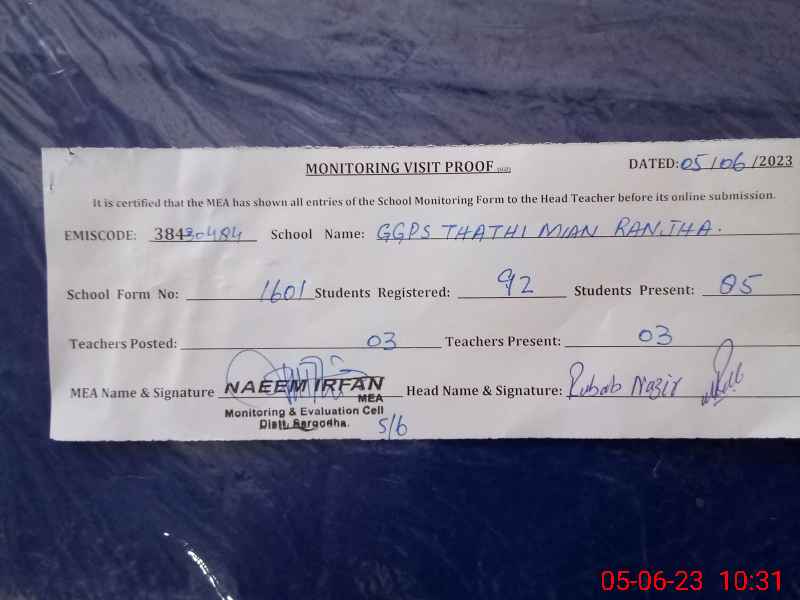 MONITORING VISIT PROOF
DATED: 05/06/2023
It is certified that the MEA has shown all entries of the School Monitoring Form to the Head Teacher before its online submission.
EMISCODE: 38430484 School Name: GGPS THATHI MIAN RANJHA.
School Form No: 1601 Students Registered: 92 Students Present: 85
Teachers Posted: 03 Teachers Present: 03
MEA Name & Signature NAEEM IRFAN Head Name & Signature: Rubab Nazir
MEA
Monitoring & Evaluation Cell
Distt. Sargodha.
5/6
05-06-23 10:31